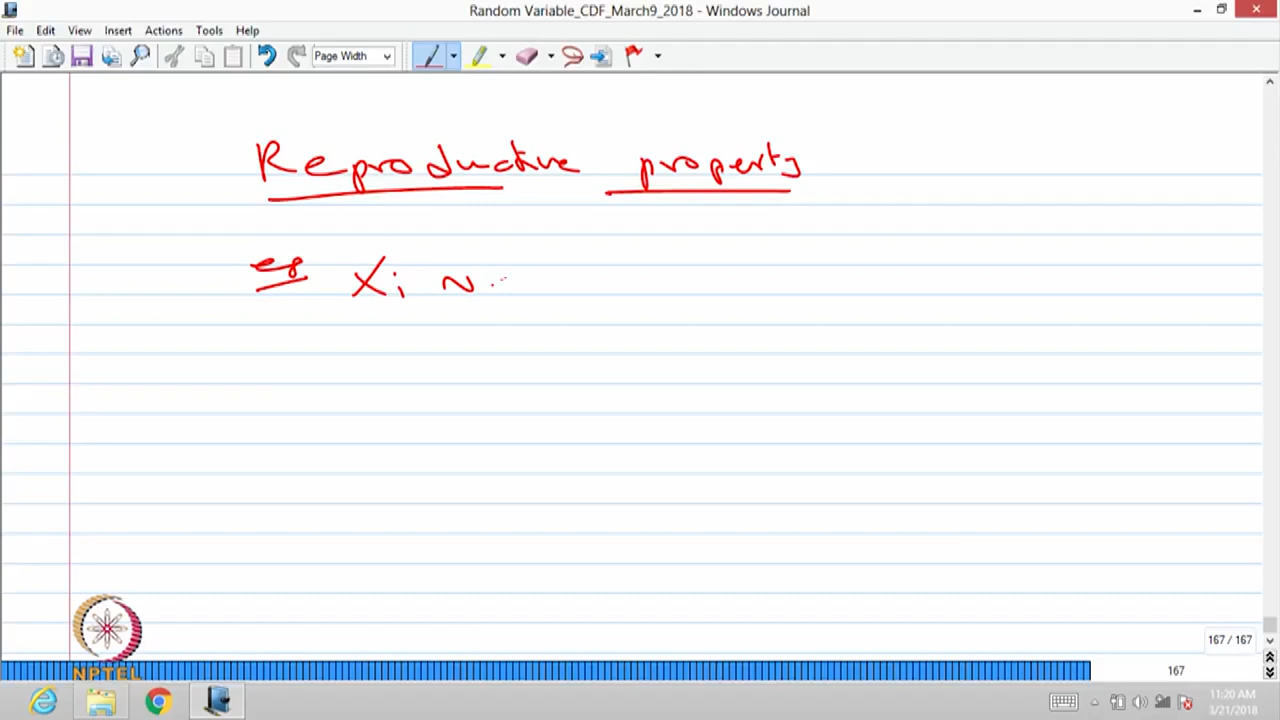 Random Variable_CDF_March9_2018 - Windows Journal
File Edit View Insert Actions Tools Help
Page Width
Reproductive property
eg Xi ~
167 / 167
NPTEL
167
11:20 AM
3/21/2018